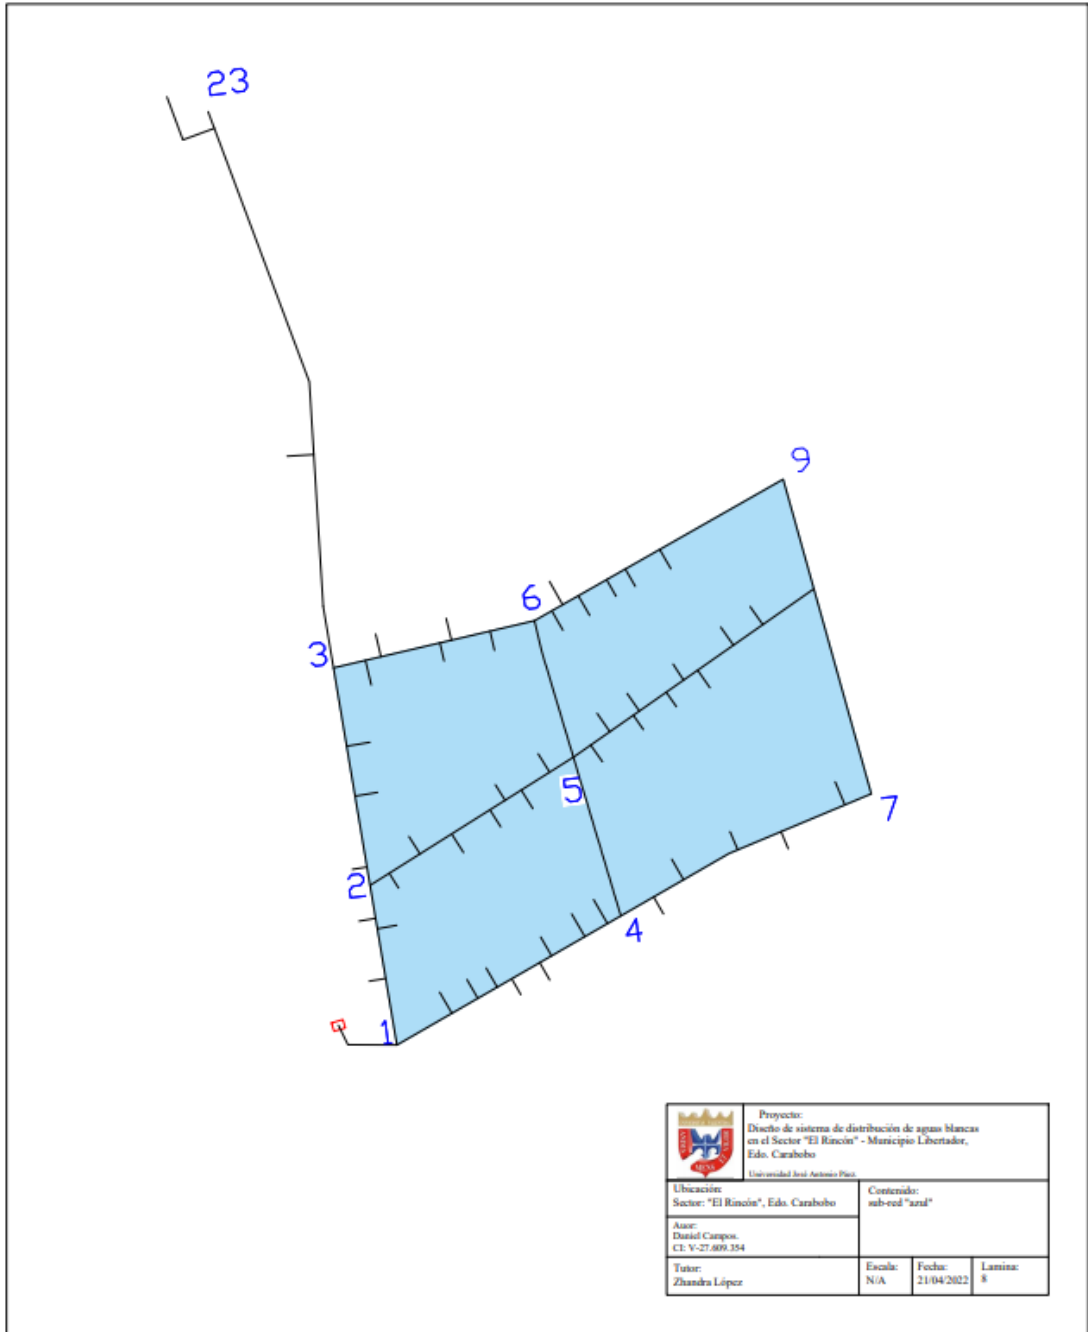 23
9
6
3
5
7
2
4
1
Proyecto:
Diseño de sistema de distribución de aguas blancas
en el Sector "El Rincón" - Municipio Libertador,
Edo. Carabobo
Universidad José Antonio Páez.
Ubicación:
Sector: "El Rincón", Edo. Carabobo
Contenido:
sub-red "azul"
Auor:
Daniel Campos.
CI: V-27.609.354
Tutor:
Zhandra López
Escala:
N/A
Fecha:
21/04/2022
Lamina:
8